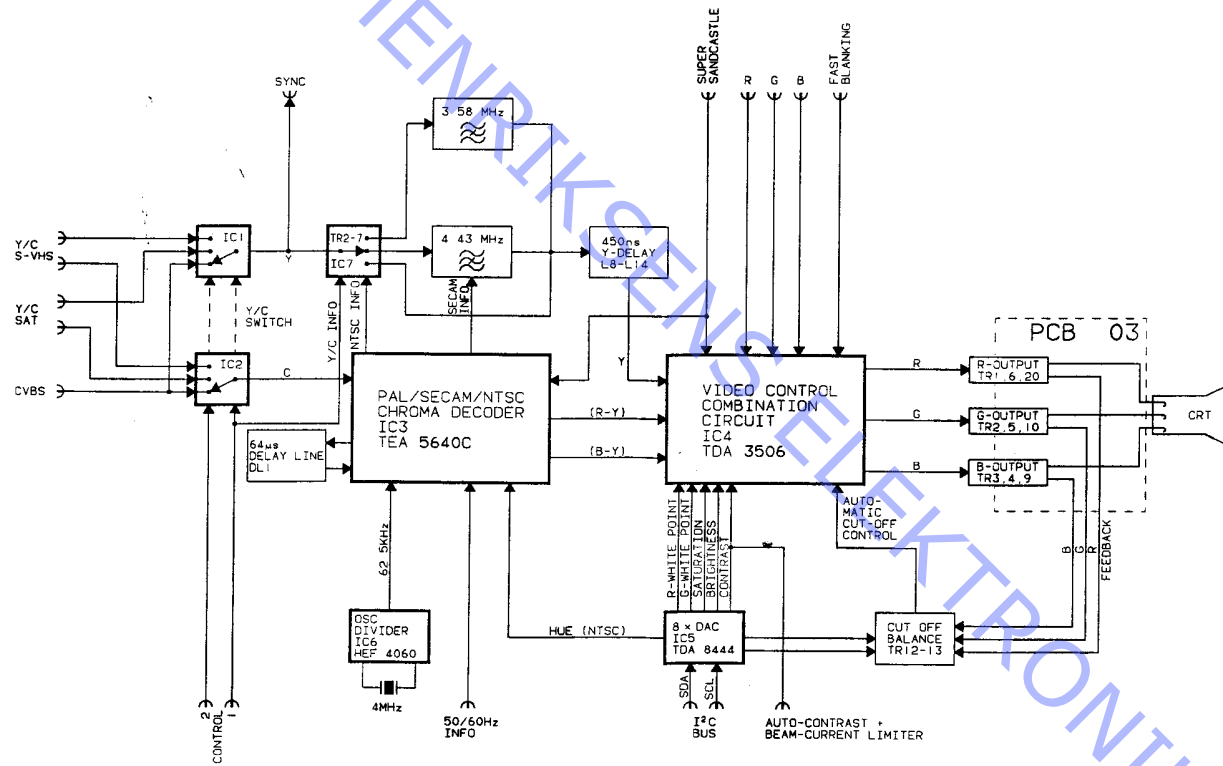 SYNC
SUPER
SANDCASTLE
R
G
B
FAST
BLANKING
3.58 MHz
Y/C
S-VHS
IC1
Y
TR2-7
IC7
4.43 MHz
450ns
Y-DELAY
L8-L14
Y/C
SAT
Y/C
SWITCH
Y/C INFO
NTSC INFO
SECAM
INFO
Y
PCB 03
IC2
C
CVBS
PAL/SECAM/NTSC
CHROMA DECODER
IC3
TEA 5640C
(R-Y)
(B-Y)
VIDEO CONTROL
COMBINATION
CIRCUIT
IC4
TDA 3506
R
G
B
R-OUTPUT
TR1,6,20
G-OUTPUT
TR2,5,10
B-OUTPUT
TR3,4,9
CRT
64µs
DELAY LINE
DL1
62.5KHz
R-WHITE POINT
G-WHITE POINT
SATURATION
BRIGHTNESS
CONTRAST
AUTO-
MATIC
CUT-OFF
CONTROL
B
G
R
FEEDBACK
OSC
DIVIDER
IC6
HEF 4060
4MHz
HUE (NTSC)
8 × DAC
IC5
TDA 8444
CUT OFF
BALANCE
TR12-13
SDA
SCL
2
1
CONTROL
50/60Hz
INFO
I²C
BUS
AUTO-CONTRAST +
BEAM-CURRENT LIMITER
HENRIKSENS ELEKTRONIK